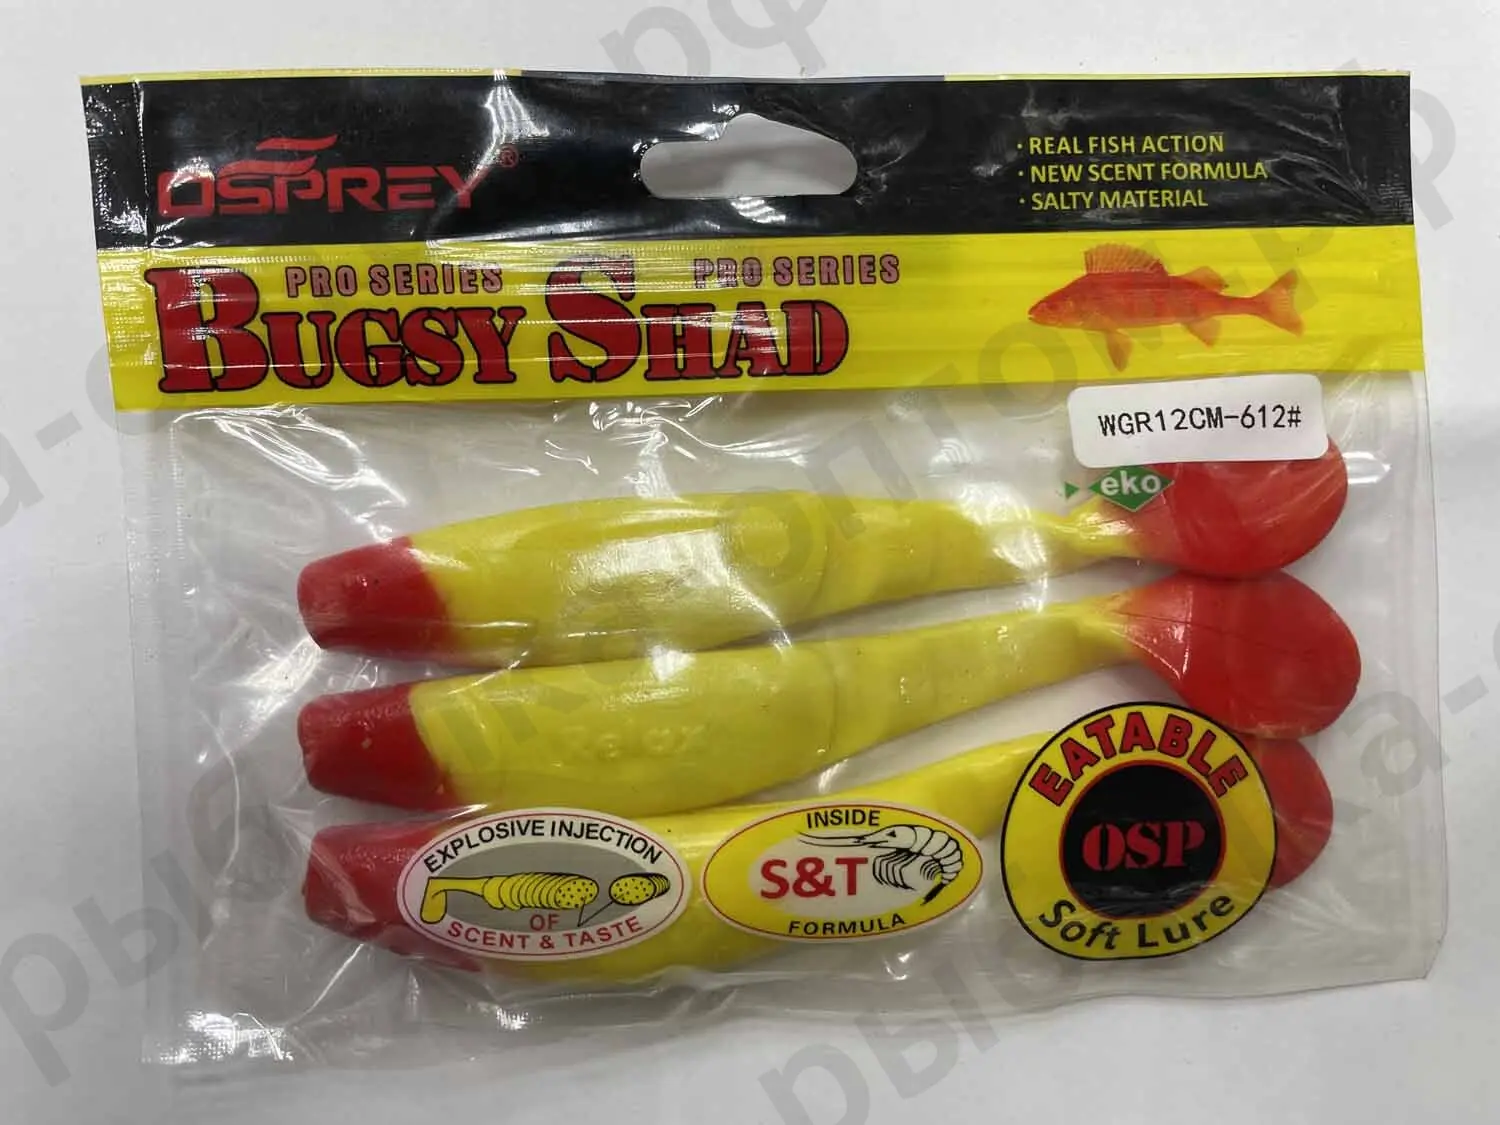 OSPREY®
· REAL FISH ACTION
· NEW SCENT FORMULA
· SALTY MATERIAL
PRO SERIES PRO SERIES
BUGSY SHAD
WGR12CM-612#
eko
EXPLOSIVE INJECTION
OF
SCENT & TASTE
INSIDE
S&T
FORMULA
EATABLE
OSP
Soft Lure